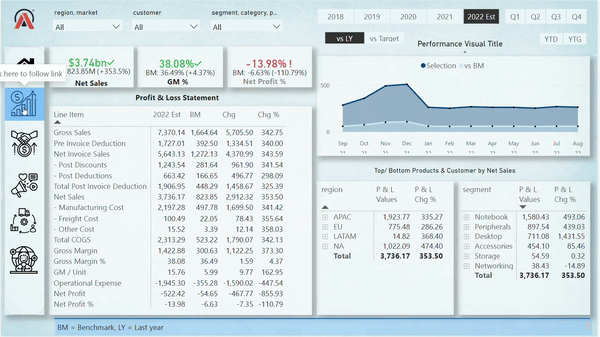 region, market
customer
segment, category, p...
All
All
All
2018
2019
2020
2021
2022 Est
Q1
Q2
Q3
Q4
vs LY
vs Target
YTD
YTG
$3.74bn
823.85M (+353.5%)
Net Sales
38.08%
BM: 36.49% (+4.37%)
GM %
-13.98% !
BM: -6.63% (-110.79%)
Net Profit %
k here to follow link
Performance Visual Title
Selection
vs BM
500
0
Sep
Oct
Nov
Dec
Jan
Feb
Mar
Apr
May
Jun
Jul
Aug
Profit & Loss Statement
Line Item 2022 Est BM Chg Chg %
Gross Sales 7,370.14 1,664.64 5,705.50 342.75
Pre Invoice Deduction 1,727.01 392.50 1,334.51 340.00
Net Invoice Sales 5,643.13 1,272.13 4,370.99 343.59
- Post Discounts 1,243.54 281.64 961.90 341.54
- Post Deductions 663.42 166.65 496.77 298.09
Total Post Invoice Deduction 1,906.95 448.29 1,458.67 325.39
Net Sales 3,736.17 823.85 2,912.32 353.50
- Manufacturing Cost 2,197.28 497.78 1,699.50 341.42
- Freight Cost 100.49 22.05 78.43 355.64
- Other Cost 15.52 3.39 12.14 358.03
Total COGS 2,313.29 523.22 1,790.07 342.13
Gross Margin 1,422.88 300.63 1,122.25 373.30
Gross Margin % 38.08 36.49 1.59 4.37
GM / Unit 15.76 5.99 9.77 162.95
Operational Expense -1,945.30 -355.28 -1,590.02 -447.54
Net Profit -522.42 -54.65 -467.77 -855.93
Net Profit % -13.98 -6.63 -7.35 -110.79
Top/ Bottom Products & Customer by Net Sales
region P & L Values P & L Chg %
APAC 1,923.77 335.27
EU 775.48 286.26
LATAM 14.82 368.40
NA 1,022.09 474.40
Total 3,736.17 353.50
segment P & L Values P & L Chg %
Notebook 1,580.43 493.06
Peripherals 897.54 439.03
Desktop 711.08 1,431.55
Accessories 454.10 85.46
Storage 54.59 0.32
Networking 38.43 -14.89
Total 3,736.17 353.50
BM = Benchmark, LY = Last year